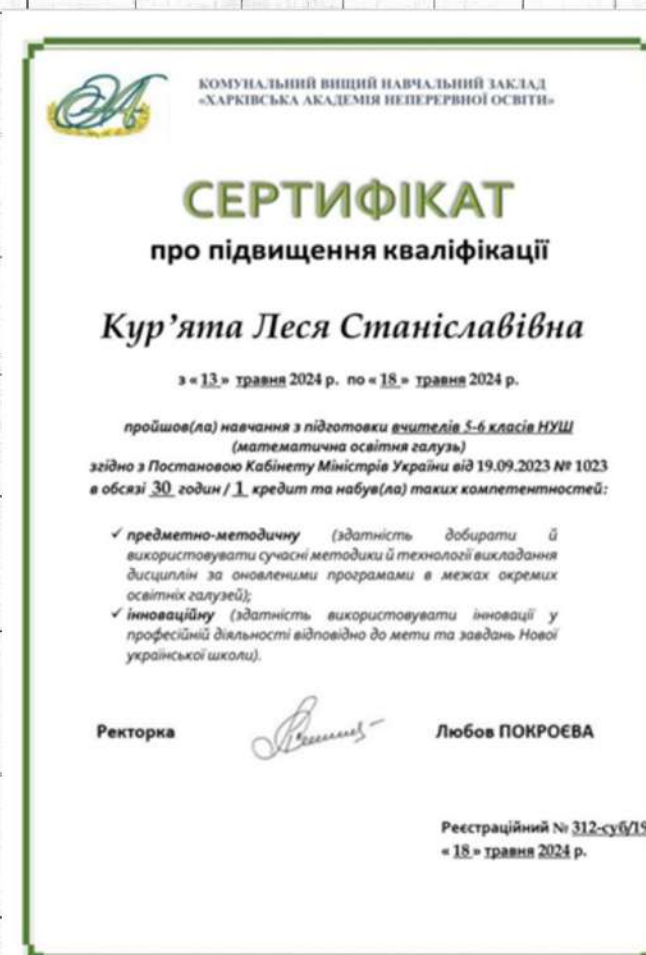 КОМУНАЛЬНИЙ ВИЩИЙ НАВЧАЛЬНИЙ ЗАКЛАД
«ХАРКІВСЬКА АКАДЕМІЯ НЕПЕРЕРВНОЇ ОСВІТИ»
СЕРТИФІКАТ
про підвищення кваліфікації
Кур’ята Леся Станіславівна
з « 13 » травня 2024 р. по « 18 » травня 2024 р.
пройшов(ла) навчання з підготовки вчителів 5-6 класів НУШ
(математична освітня галузь)
згідно з Постановою Кабінету Міністрів України від 19.09.2023 № 1023
в обсязі 30 годин / 1 кредит та набув(ла) таких компетентностей:
✓ предметно-методичну (здатність добирати й
використовувати сучасні методики й технології викладання
дисциплін за оновленими програмами в межах окремих
освітніх галузей);
✓ інноваційну (здатність використовувати інновації у
професійній діяльності відповідно до мети та завдань Нової
української школи).
Ректорка Любов ПОКРОЄВА
Реєстраційний № 312-суб/19
« 18 » травня 2024 р.